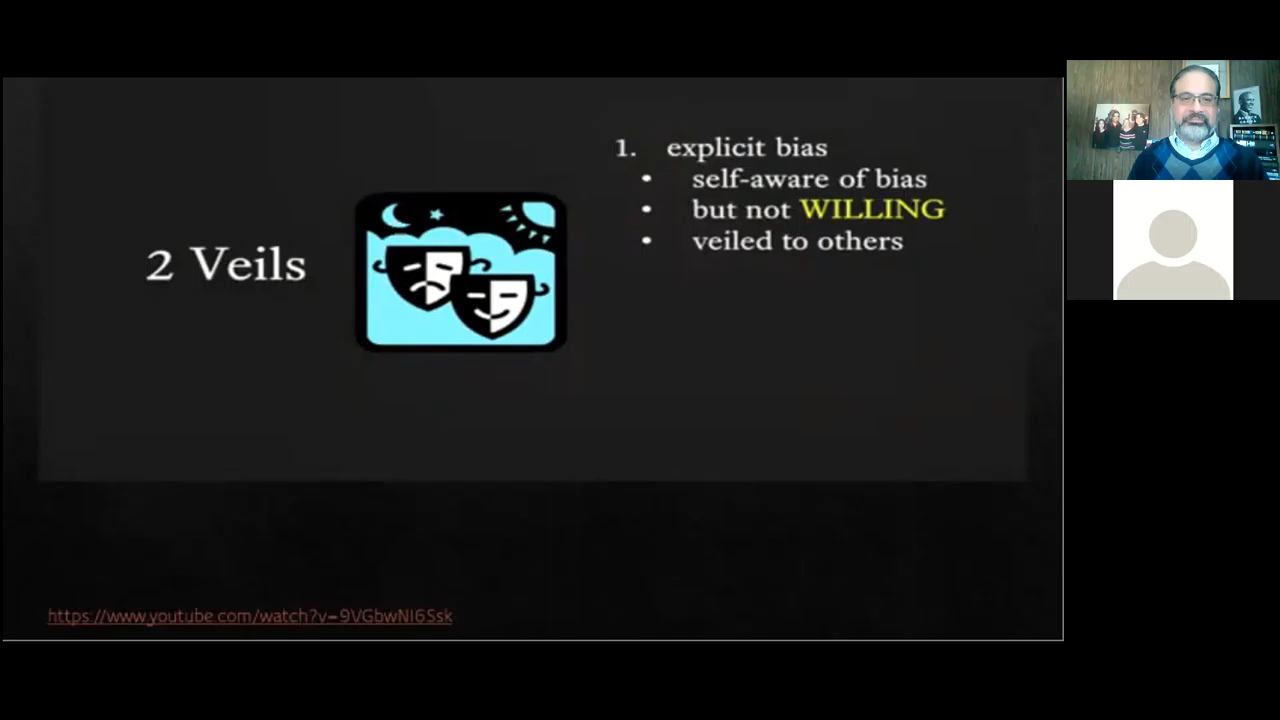 2 Veils
1. explicit bias
• self-aware of bias
• but not WILLING
• veiled to others
https://www.youtube.com/watch?v=9VGbwNI6Ssk